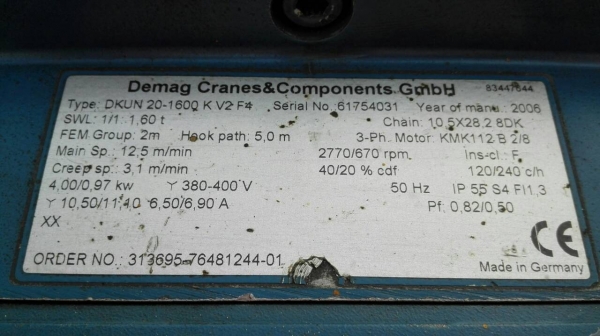 Demag Cranes&Components GmbH 83447644
Type: DKUN 20-1600 K V2 F4 Serial No.:61754031 Year of manu.: 2006
SWL: 1/1: 1,60 t Chain: 10,5X28,2 8DK
FEM Group: 2m Hook path: 5,0 m 3-Ph. Motor: KMK112 B 2/8
Main Sp.: 12,5 m/min 2770/670 rpm. Ins-cl.: F
Creep sp.: 3,1 m/min 40/20 % cdf 120/240 c/h
4,00/0,97 kw Y 380-400 V 50 Hz IP 55 S4 FI1.3
Y 10,50/11,40 6,50/6,90 A Pf: 0,82/0,50
XX
CE
ORDER NO.: 313695-76481244-01 Made in Germany